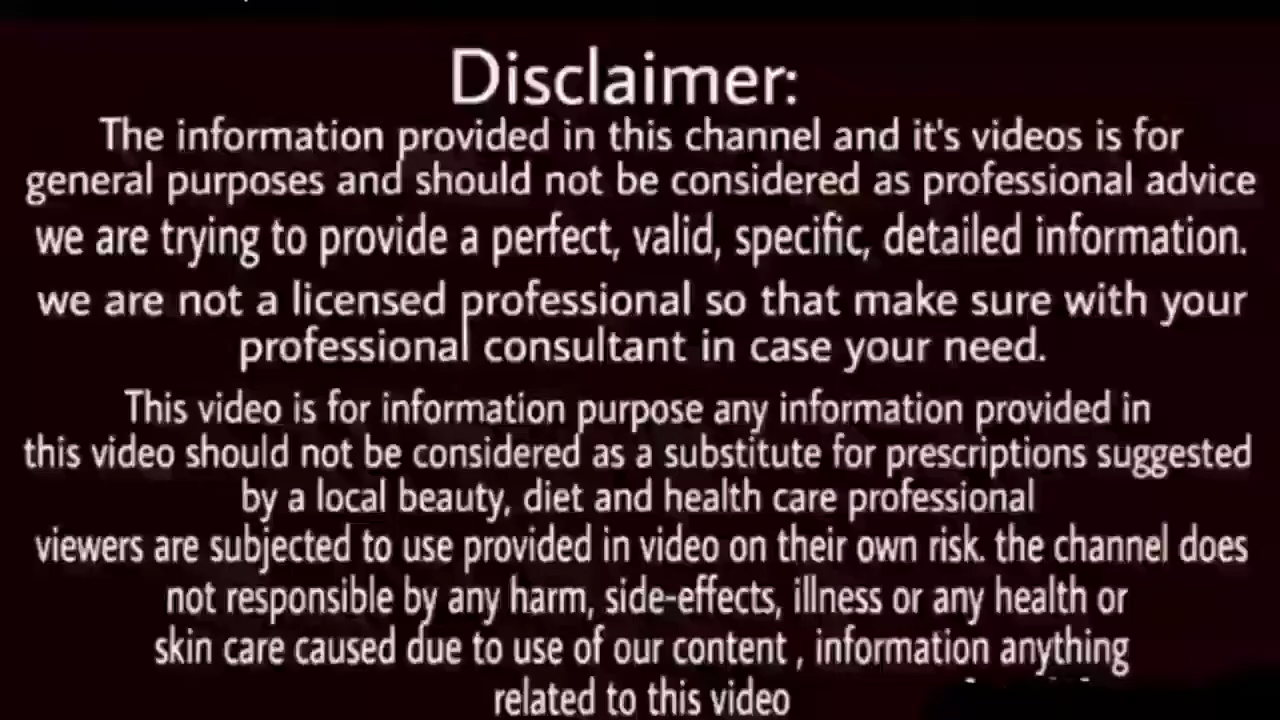 Disclaimer:
The information provided in this channel and it's videos is for
general purposes and should not be considered as professional advice
we are trying to provide a perfect, valid, specific, detailed information.
we are not a licensed professional so that make sure with your
professional consultant in case your need.
This video is for information purpose any information provided in
this video should not be considered as a substitute for prescriptions suggested
by a local beauty, diet and health care professional
viewers are subjected to use provided in video on their own risk. the channel does
not responsible by any harm, side-effects, illness or any health or
skin care caused due to use of our content , information anything
related to this video